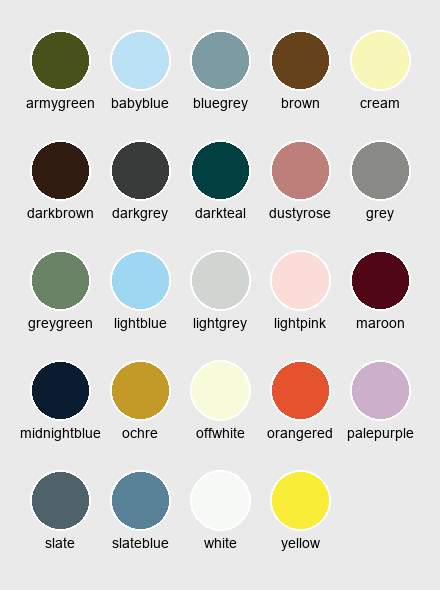 armygreen babyblue bluegrey brown cream
darkbrown darkgrey darkteal dustyrose grey
greygreen lightblue lightgrey lightpink maroon
midnightblue ochre offwhite orangered palepurple
slate slateblue white yellow